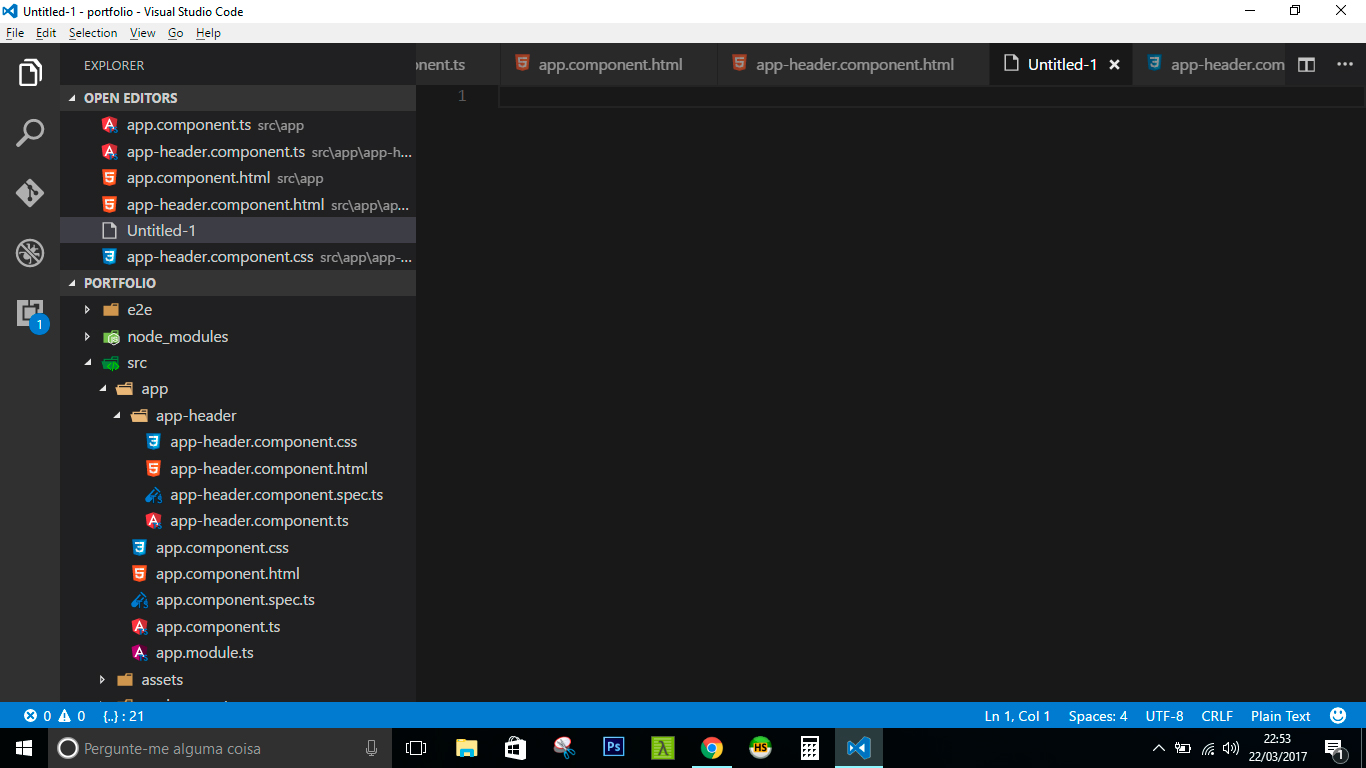 Untitled-1 - portfolio - Visual Studio Code
File Edit Selection View Go Help
EXPLORER
nent.ts app.component.html app-header.component.html Untitled-1 app-header.com
OPEN EDITORS
1
app.component.ts src\app
app-header.component.ts src\app\app-h...
app.component.html src\app
app-header.component.html src\app\ap...
Untitled-1
app-header.component.css src\app\app-...
PORTFOLIO
e2e
node_modules
src
1
app
app-header
app-header.component.css
app-header.component.html
app-header.component.spec.ts
app-header.component.ts
app.component.css
app.component.html
app.component.spec.ts
app.component.ts
app.module.ts
assets
0 0 {..} : 21 Ln 1, Col 1 Spaces: 4 UTF-8 CRLF Plain Text
Pergunte-me alguma coisa
Ps
λ
HS
22:53
22/03/2017
1